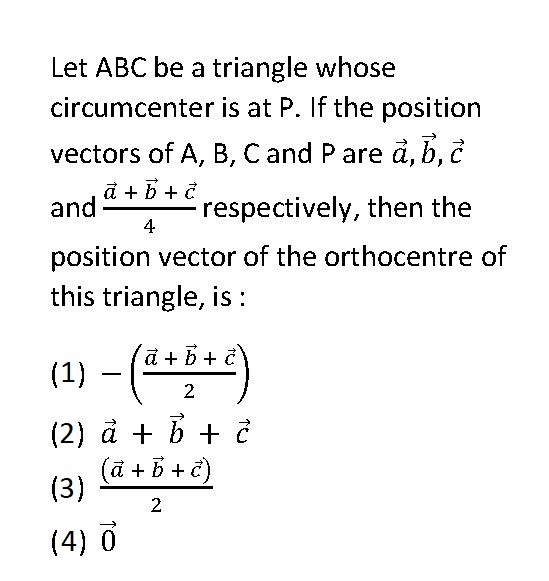 Let ABC be a triangle whose
circumcenter is at P. If the position
vectors of A, B, C and P are $\vec{a}, \vec{b}, \vec{c}$
and $\frac{\vec{a} + \vec{b} + \vec{c}}{4}$ respectively, then the
position vector of the orthocentre of
this triangle, is :
(1) $-\left(\frac{\vec{a} + \vec{b} + \vec{c}}{2}\right)$
(2) $\vec{a} + \vec{b} + \vec{c}$
(3) $\frac{(\vec{a} + \vec{b} + \vec{c})}{2}$
(4) $\vec{0}$